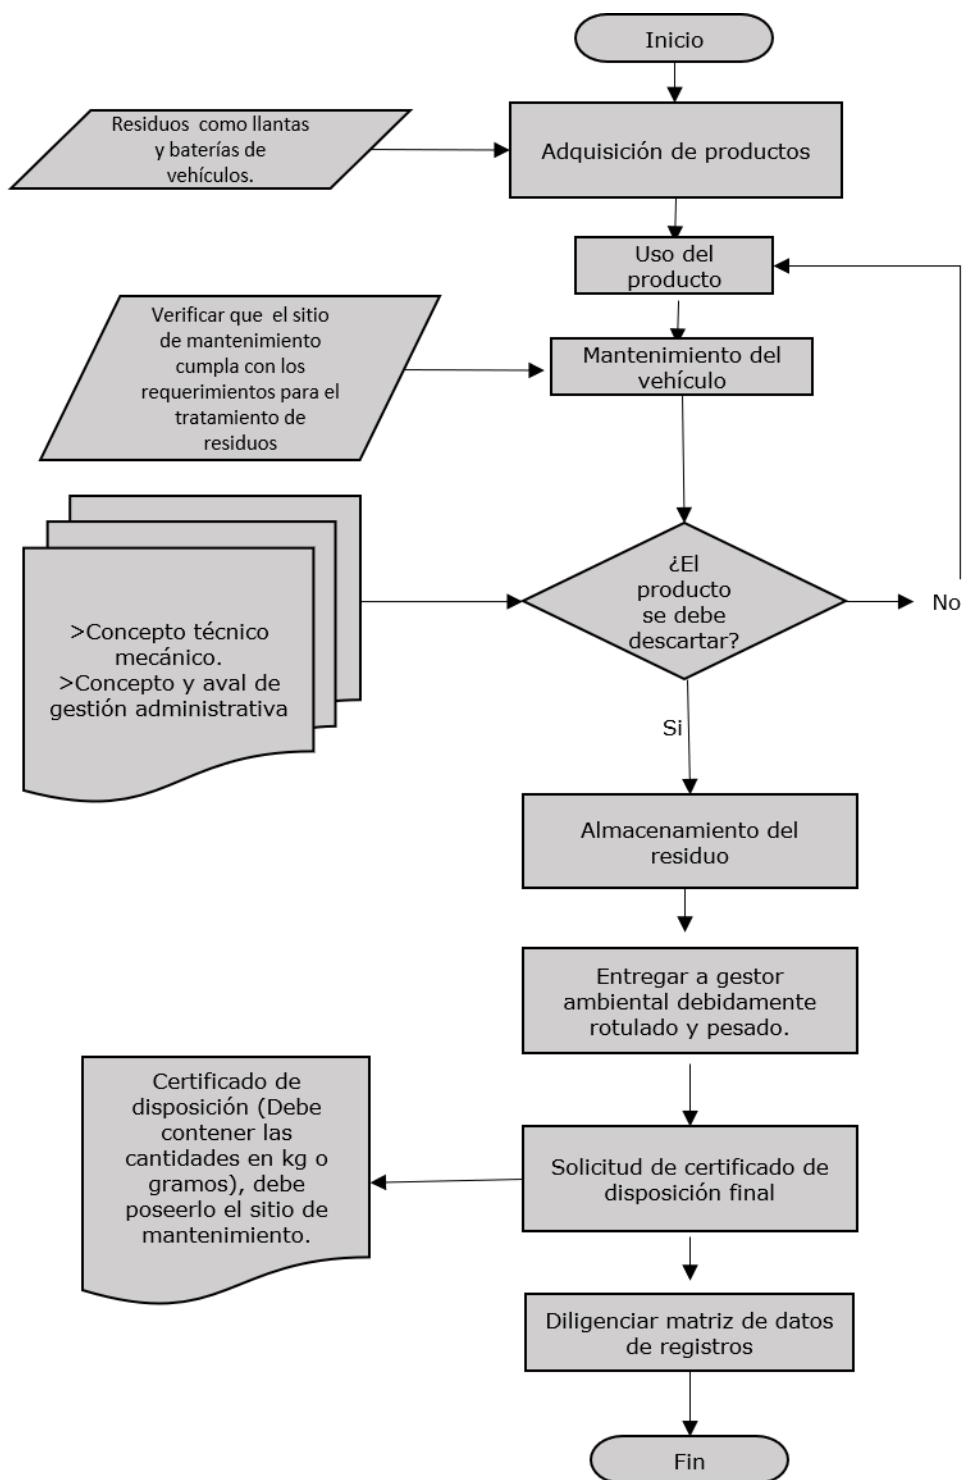 Inicio
Residuos como llantas
y baterías de
vehículos.
Adquisición de productos
Uso del
producto
Verificar que el sitio
de mantenimiento
cumpla con los
requerimientos para el
tratamiento de
residuos
Mantenimiento del
vehículo
>Concepto técnico
mecánico.
>Concepto y aval de
gestión administrativa
¿El
producto
se debe
descartar?
No
Si
Almacenamiento del
residuo
Entregar a gestor
ambiental debidamente
rotulado y pesado.
Certificado de
disposición (Debe
contener las
cantidades en kg o
gramos), debe
poseerlo el sitio de
mantenimiento.
Solicitud de certificado de
disposición final
Diligenciar matriz de datos
de registros
Fin